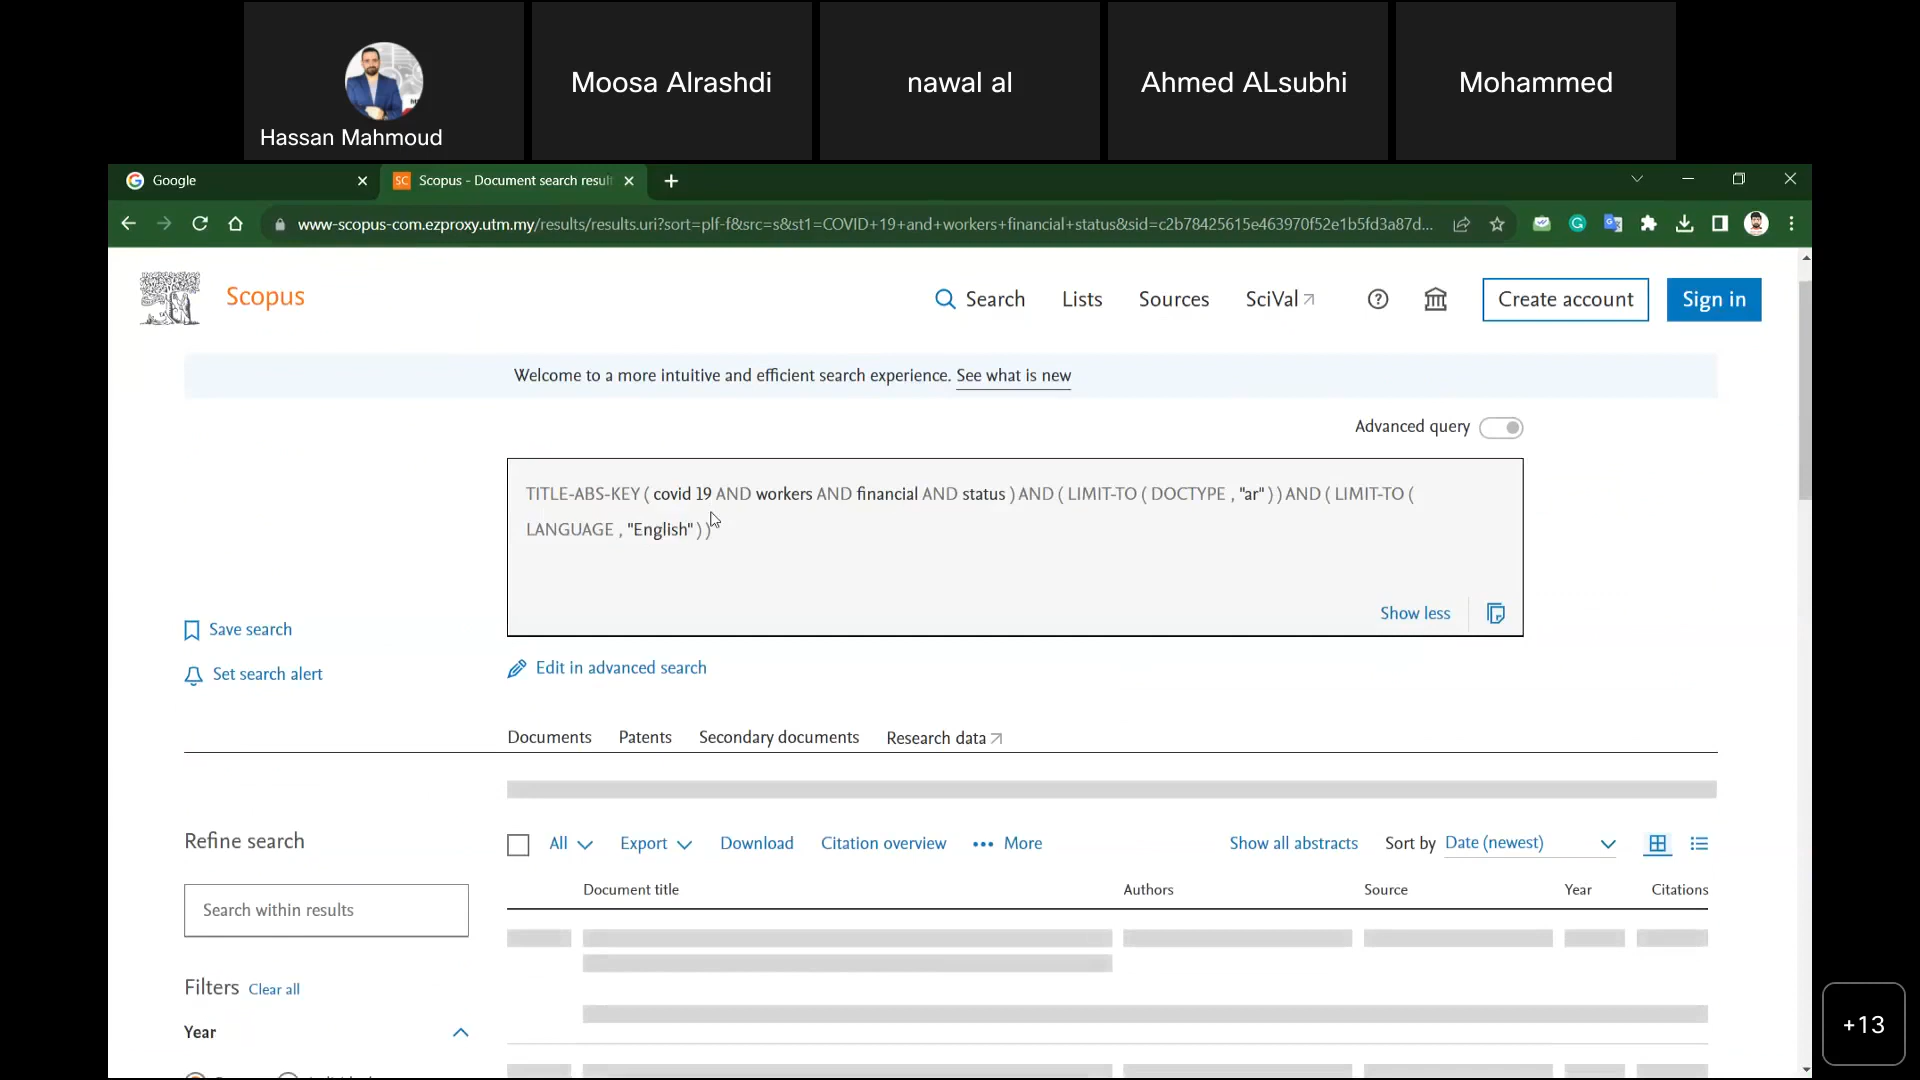 Hassan Mahmoud
Moosa Alrashdi
nawal al
Ahmed ALsubhi
Mohammed
Google
Scopus - Document search resul
www-scopus-com.ezproxy.utm.my/results/results.uri?sort=plf-f&src=s&st1=COVID+19+and+workers+financial+status&sid=c2b78425615e463970f52e1b5fd3a87d...
Scopus
Search
Lists
Sources
SciVal
Create account
Sign in
Welcome to a more intuitive and efficient search experience. See what is new
Advanced query
TITLE-ABS-KEY ( covid 19 AND workers AND financial AND status ) AND ( LIMIT-TO ( DOCTYPE , "ar" ) ) AND ( LIMIT-TO (
LANGUAGE , "English" ) )
Show less
Save search
Set search alert
Edit in advanced search
Documents
Patents
Secondary documents
Research data
Refine search
Search within results
Filters
Clear all
Year
All
Export
Download
Citation overview
More
Show all abstracts
Sort by
Date (newest)
Document title
Authors
Source
Year
Citations
+13